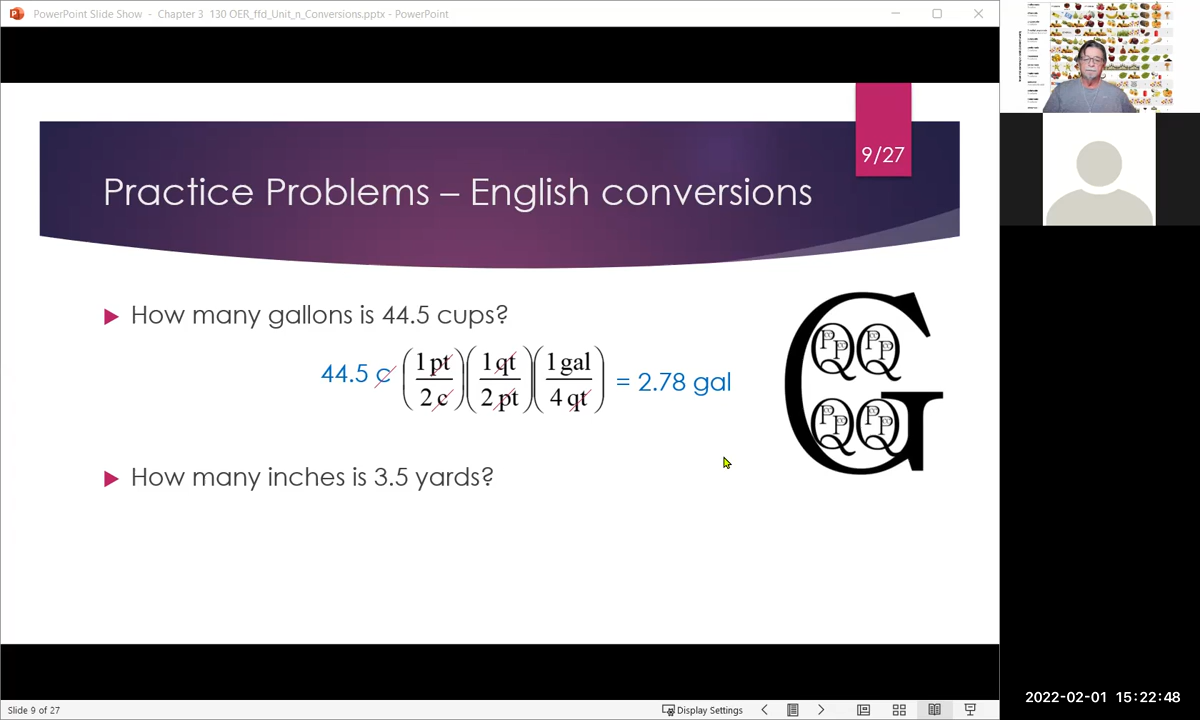 PowerPoint Slide Show - Chapter 3 130 OER_ffd_Unit_n_Conversions.pptx - PowerPoint
9/27
Practice Problems – English conversions
How many gallons is 44.5 cups?
44.5 c (1 pt / 2 c) (1 qt / 2 pt) (1 gal / 4 qt) = 2.78 gal
G
Q Q
P P P P
Q Q
P P P P
How many inches is 3.5 yards?
Slide 9 of 27
Display Settings
2022-02-01 15:22:48